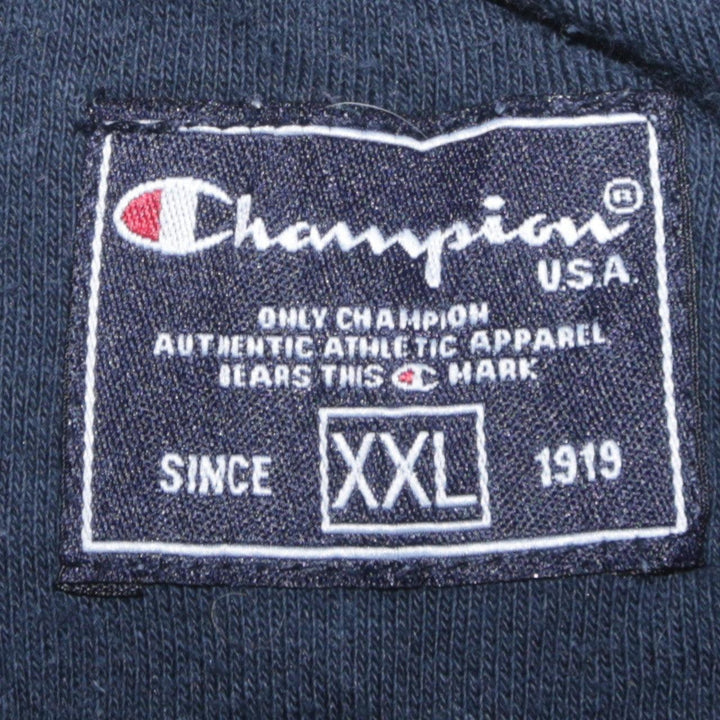 Champion®
U.S.A.
ONLY CHAMPION
AUTHENTIC ATHLETIC APPAREL
BEARS THIS C MARK
SINCE XXL 1919